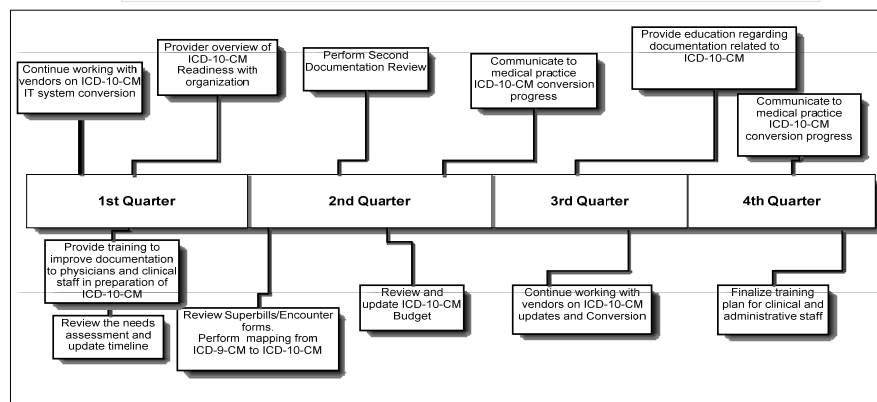 Continue working with
vendors on ICD-10-CM
IT system conversion
Provider overview of
ICD-10-CM
Readiness with
organization
Perform Second
Documentation Review
Communicate to
medical practice
ICD-10-CM conversion
progress
Provide education regarding
documentation related to
ICD-10-CM
Communicate to
medical practice
ICD-10-CM
conversion progress
1st Quarter
2nd Quarter
3rd Quarter
4th Quarter
Provide training to
improve documentation
to physicians and clinical
staff in preparation of
ICD-10-CM
Review the needs
assessment and
update timeline
Review Superbills/Encounter
forms.
Perform mapping from
ICD-9-CM to ICD-10-CM
Review and
update ICD-10-CM
Budget
Continue working with
vendors on ICD-10-CM
updates and Conversion
Finalize training
plan for clinical and
administrative staff